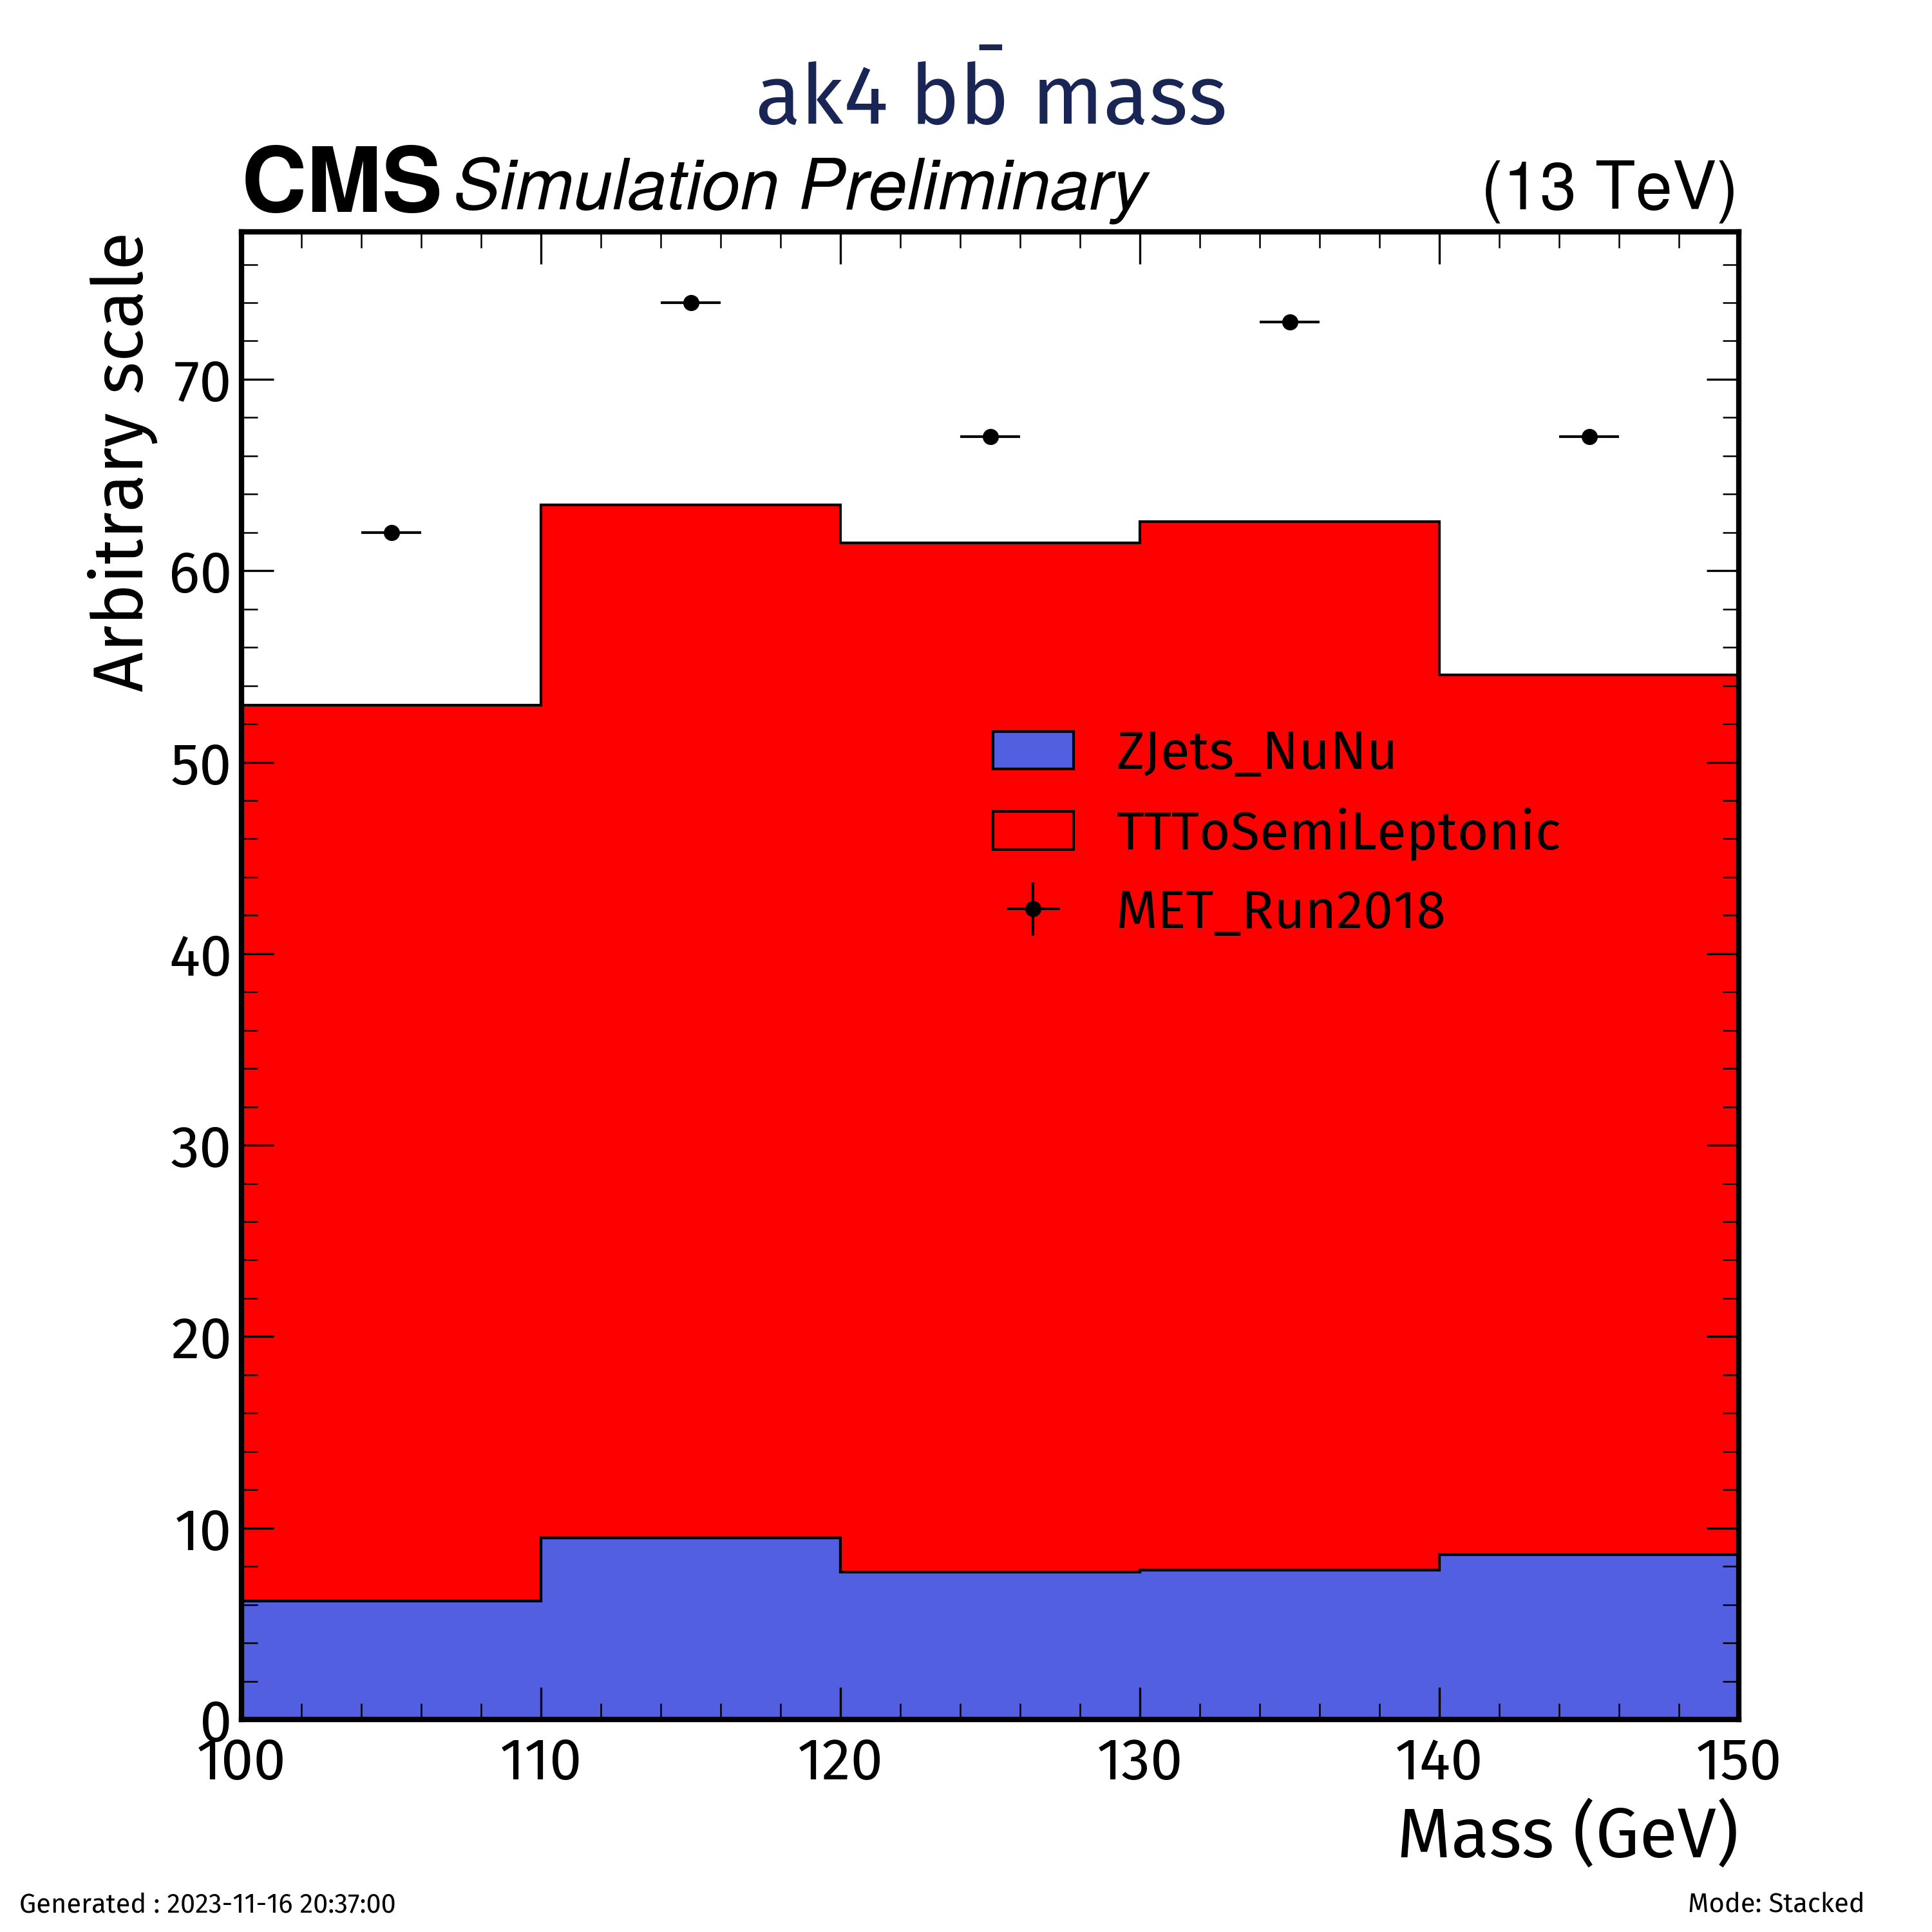 ak4 bb̄ mass
CMS Simulation Preliminary (13 TeV)
Arbitrary scale
70
60
50
40
30
20
10
0
ZJets_NuNu
TTToSemiLeptonic
MET_Run2018
100 110 120 130 140 150
Mass (GeV)
Generated : 2023-11-16 20:37:00 Mode: Stacked